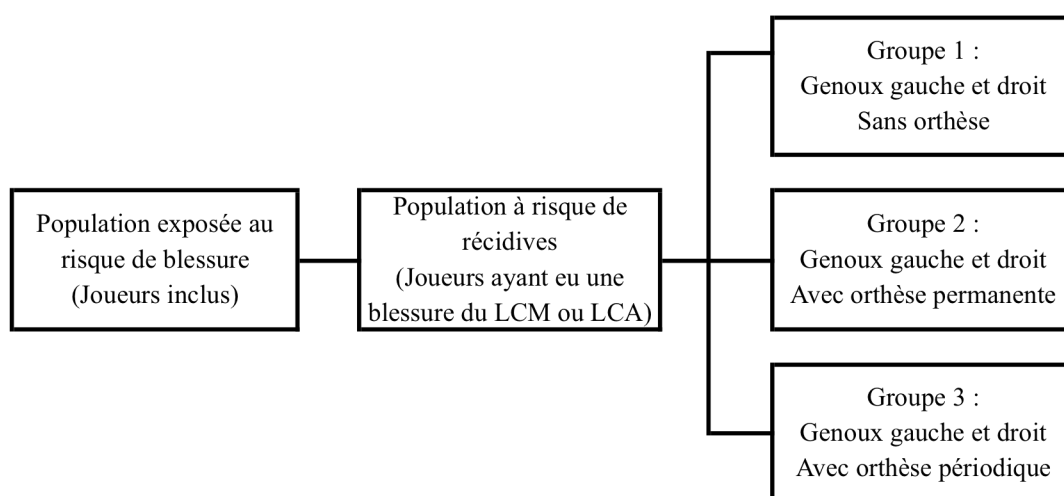 Population exposée au
risque de blessure
(Joueurs inclus)
Population à risque de
récidives
(Joueurs ayant eu une
blessure du LCM ou LCA)
Groupe 1 :
Genoux gauche et droit
Sans orthèse
Groupe 2 :
Genoux gauche et droit
Avec orthèse permanente
Groupe 3 :
Genoux gauche et droit
Avec orthèse périodique